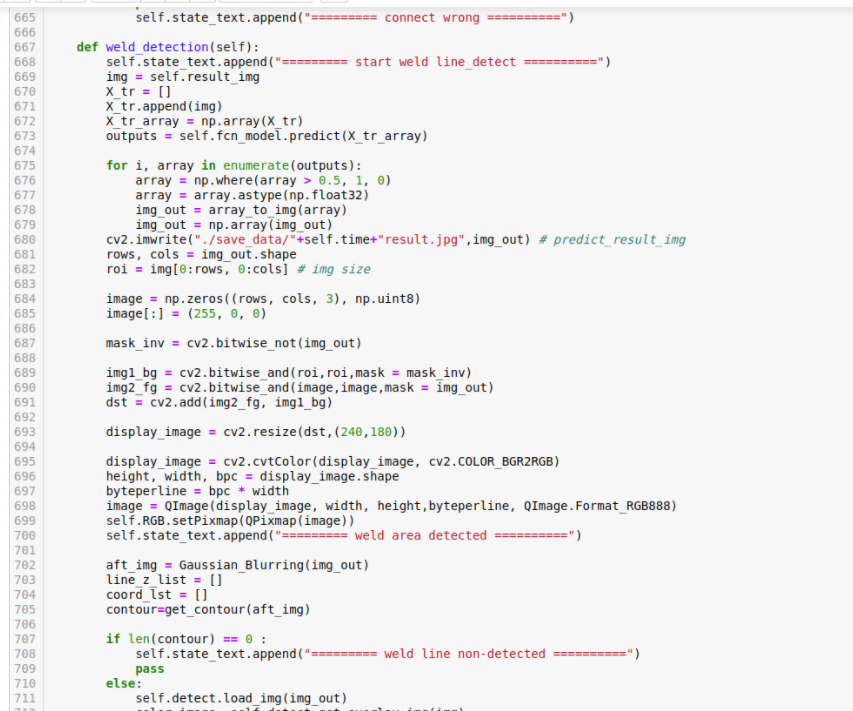 665 self.state_text.append("========= connect wrong ==========")
666
667 def weld_detection(self):
668 self.state_text.append("========= start weld line_detect ==========")
669 img = self.result_img
670 X_tr = []
671 X_tr.append(img)
672 X_tr_array = np.array(X_tr)
673 outputs = self.fcn_model.predict(X_tr_array)
674
675 for i, array in enumerate(outputs):
676 array = np.where(array > 0.5, 1, 0)
677 array = array.astype(np.float32)
678 img_out = array_to_img(array)
679 img_out = np.array(img_out)
680 cv2.imwrite("./save_data/"+self.time+"result.jpg",img_out) # predict_result_img
681 rows, cols = img_out.shape
682 roi = img[0:rows, 0:cols] # img size
683
684 image = np.zeros((rows, cols, 3), np.uint8)
685 image[:] = (255, 0, 0)
686
687 mask_inv = cv2.bitwise_not(img_out)
688
689 img1_bg = cv2.bitwise_and(roi,roi,mask = mask_inv)
690 img2_fg = cv2.bitwise_and(image,image,mask = img_out)
691 dst = cv2.add(img2_fg, img1_bg)
692
693 display_image = cv2.resize(dst,(240,180))
694
695 display_image = cv2.cvtColor(display_image, cv2.COLOR_BGR2RGB)
696 height, width, bpc = display_image.shape
697 byteperline = bpc * width
698 image = QImage(display_image, width, height,byteperline, QImage.Format_RGB888)
699 self.RGB.setPixmap(QPixmap(image))
700 self.state_text.append("========= weld area detected ==========")
701
702 aft_img = Gaussian_Blurring(img_out)
703 line_z_list = []
704 coord_lst = []
705 contour=get_contour(aft_img)
706
707 if len(contour) == 0 :
708 self.state_text.append("========= weld line non-detected ==========")
709 pass
710 else:
711 self.detect.load_img(img_out)